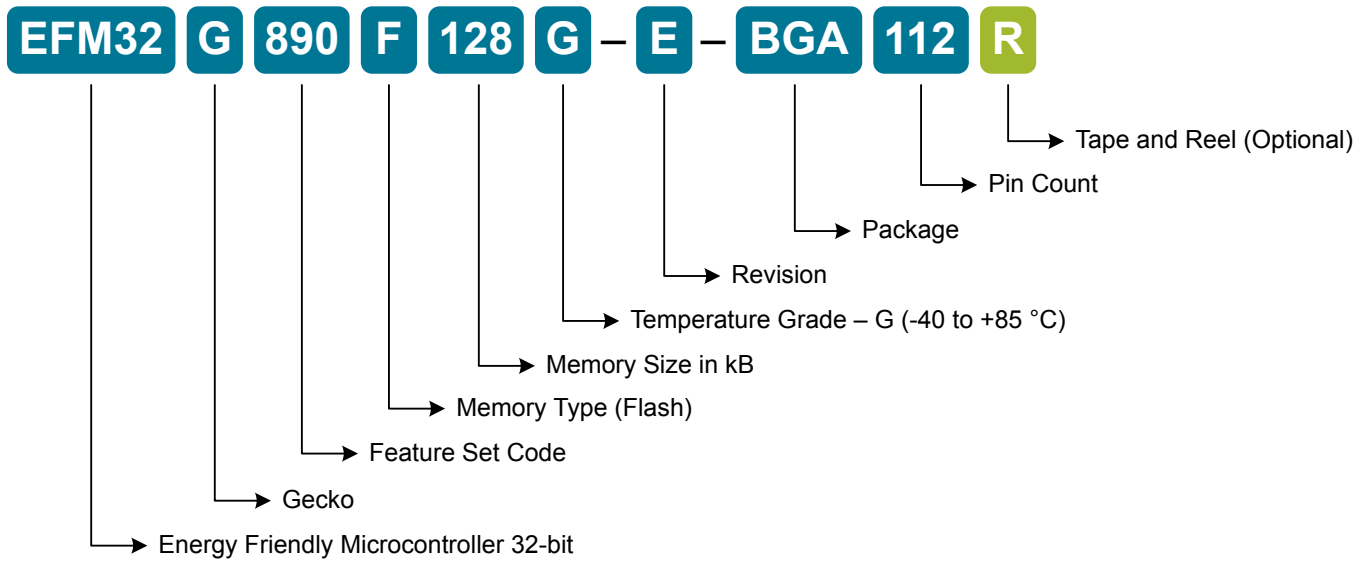 EFM32 G 890 F 128 G – E – BGA 112 R
Tape and Reel (Optional)
Pin Count
Package
Revision
Temperature Grade – G (-40 to +85 °C)
Memory Size in kB
Memory Type (Flash)
Feature Set Code
Gecko
Energy Friendly Microcontroller 32-bit